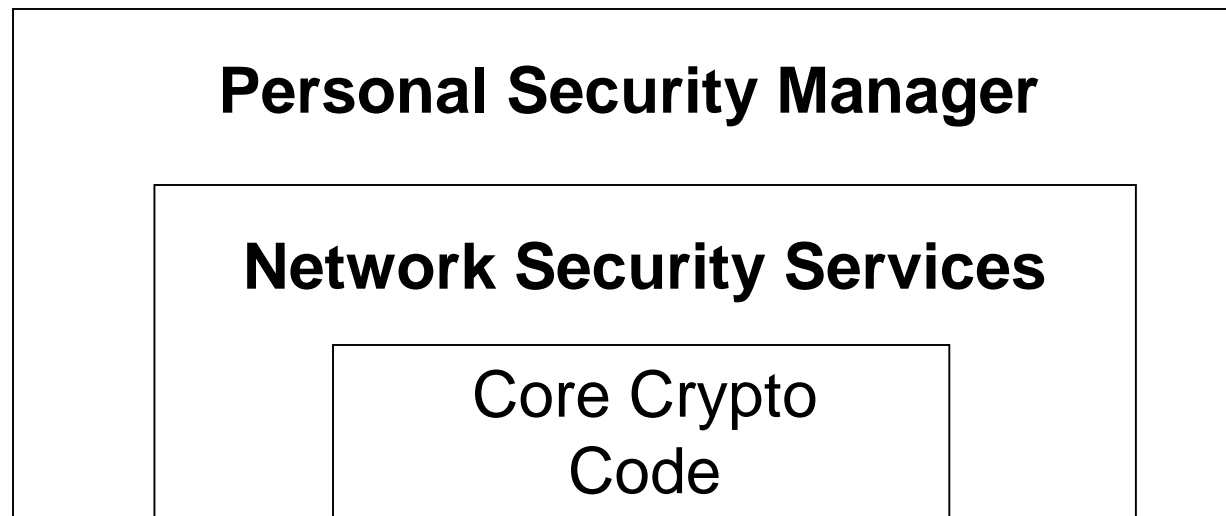 Personal Security Manager
Network Security Services
Core Crypto
Code